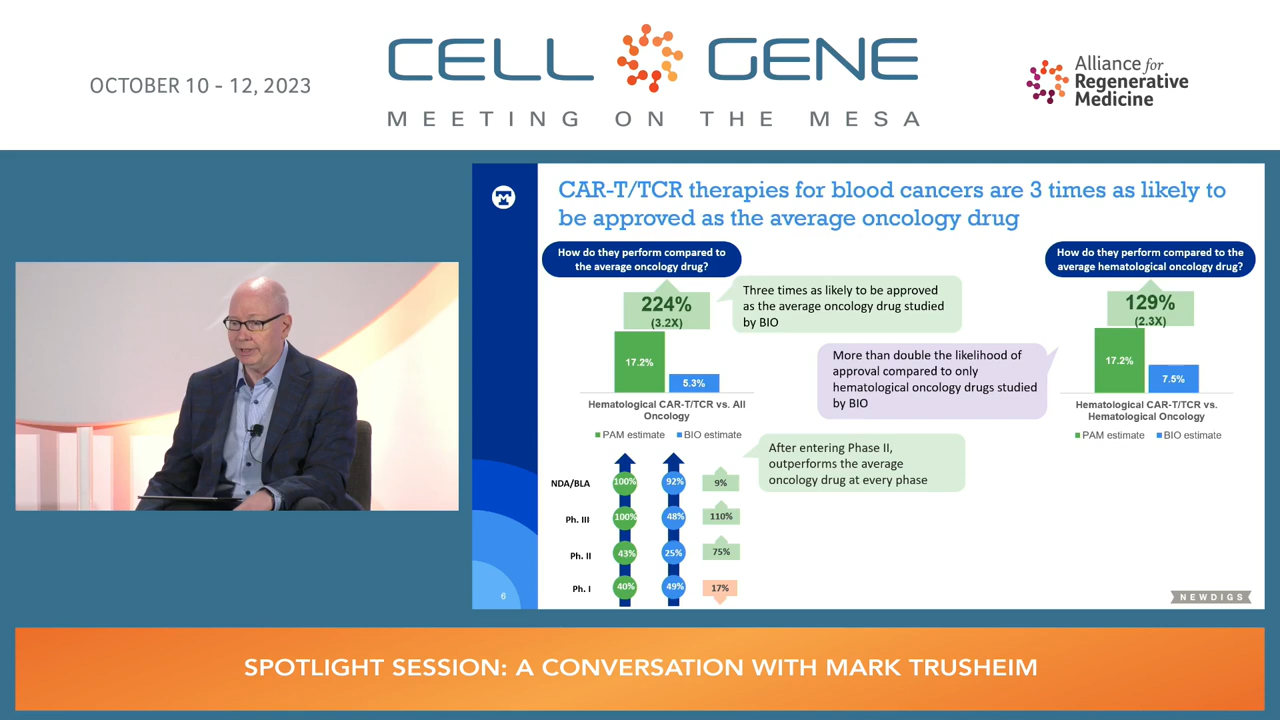 OCTOBER 10 - 12, 2023
CELL GENE
MEETING ON THE MESA
Alliance for
Regenerative
Medicine
CAR-T/TCR therapies for blood cancers are 3 times as likely to
be approved as the average oncology drug
How do they perform compared to
the average oncology drug?
224%
(3.2X)
17.2%
5.3%
Hematological CAR-T/TCR vs. All
Oncology
PAM estimate BIO estimate
Three times as likely to be approved
as the average oncology drug studied
by BIO
How do they perform compared to the
average hematological oncology drug?
129%
(2.3X)
17.2%
7.5%
Hematological CAR-T/TCR vs.
Hematological Oncology
PAM estimate BIO estimate
More than double the likelihood of
approval compared to only
hematological oncology drugs studied
by BIO
After entering Phase II,
outperforms the average
oncology drug at every phase
NDA/BLA 100% 92% 9%
Ph. III 100% 48% 110%
Ph. II 43% 25% 75%
Ph. I 40% 49% 17%
6
NEWDIGS
SPOTLIGHT SESSION: A CONVERSATION WITH MARK TRUSHEIM